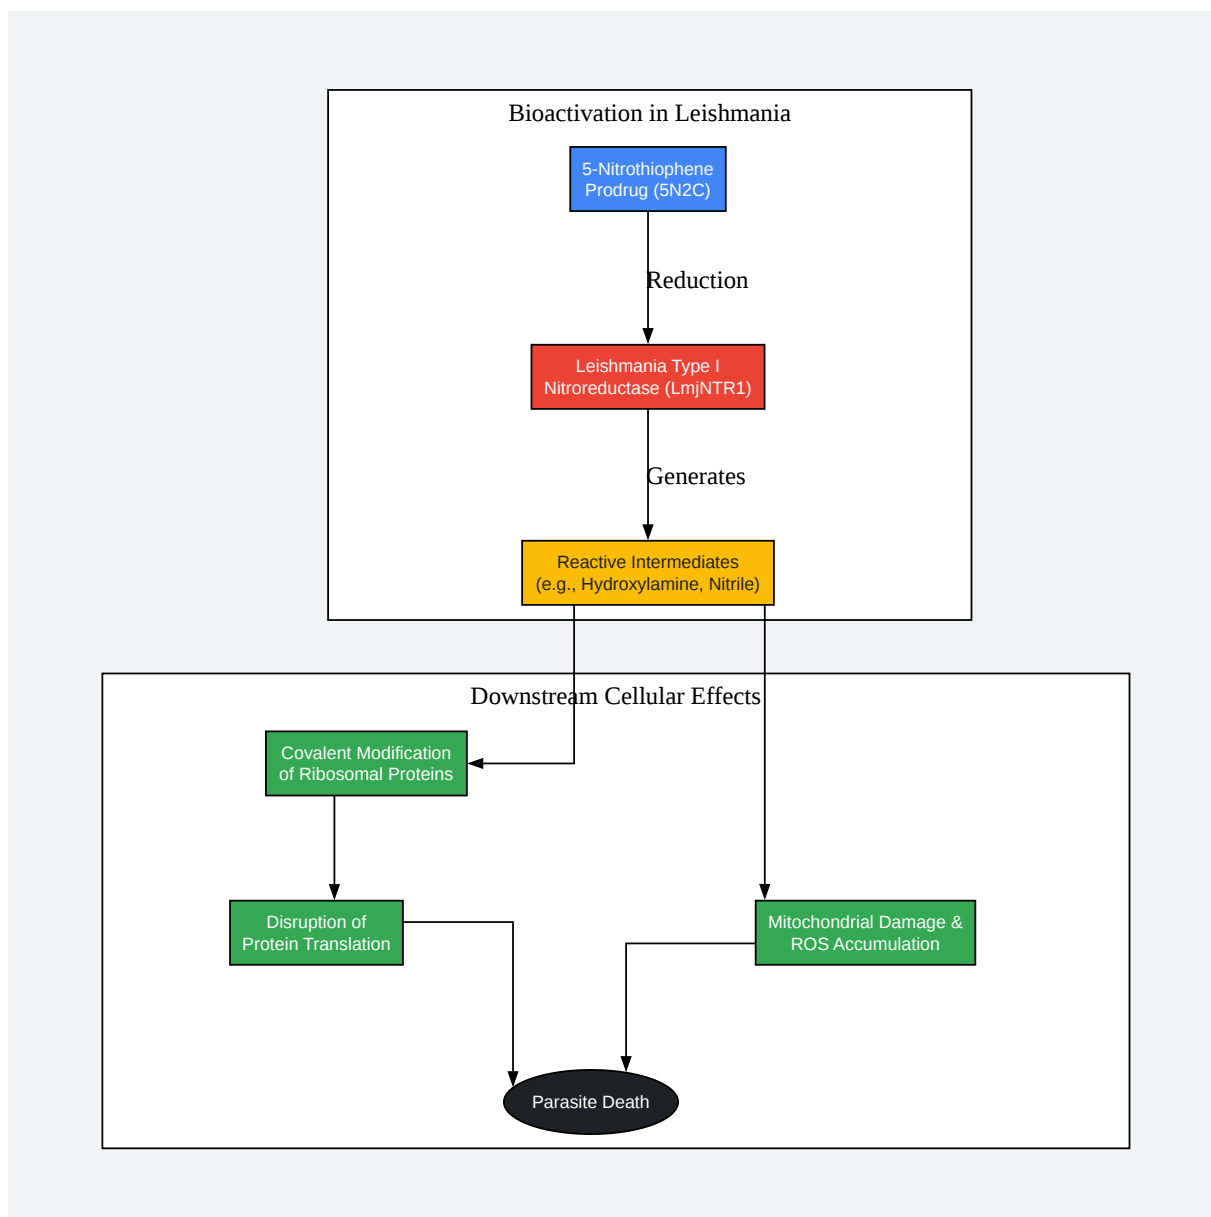 Bioactivation in Leishmania
5-Nitrothiophene
Prodrug (5N2C)
Reduction
Leishmania Type I
Nitroreductase (LmjNTR1)
Generates
Reactive Intermediates
(e.g., Hydroxylamine, Nitrile)
Downstream Cellular Effects
Covalent Modification
of Ribosomal Proteins
Disruption of
Protein Translation
Mitochondrial Damage &
ROS Accumulation
Parasite Death